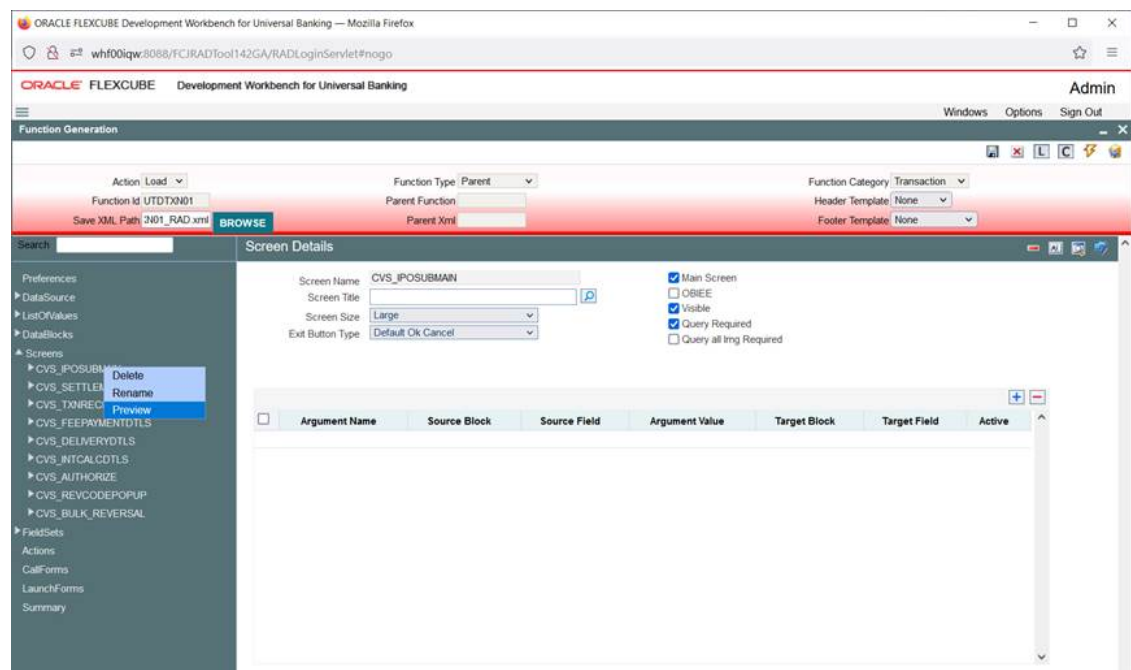 ORACLE FLEXCUBE Development Workbench for Universal Banking — Mozilla Firefox
whf00iqw:8088/FCJRADTool142GA/RADLoginServlet#nogo
ORACLE FLEXCUBE Development Workbench for Universal Banking Admin
Windows Options Sign Out
Function Generation
L C
Action Load Function Type Parent Function Category Transaction
Function Id UTDTXN01 Parent Function Header Template None
Save XML Path 2N01_RAD.xml BROWSE Parent Xml Footer Template None
Search Screen Details
Preferences
DataSource
ListOfValues
DataBlocks
Screens
CVS_IPOSUBMAIN
CVS_SETTLEM
CVS_TXNREC
CVS_FEEPAYMENTDTLS
CVS_DELIVERYDTLS
CVS_INTCALCDTLS
CVS_AUTHORIZE
CVS_REVCODEPOPUP
CVS_BULK_REVERSAL
FieldSets
Actions
CallForms
LaunchForms
Summary
Delete
Rename
Preview
Screen Name CVS_IPOSUBMAIN
Screen Title
Screen Size Large
Exit Button Type Default Ok Cancel
Main Screen
OBIEE
Visible
Query Required
Query all Irng Required
Argument Name Source Block Source Field Argument Value Target Block Target Field Active